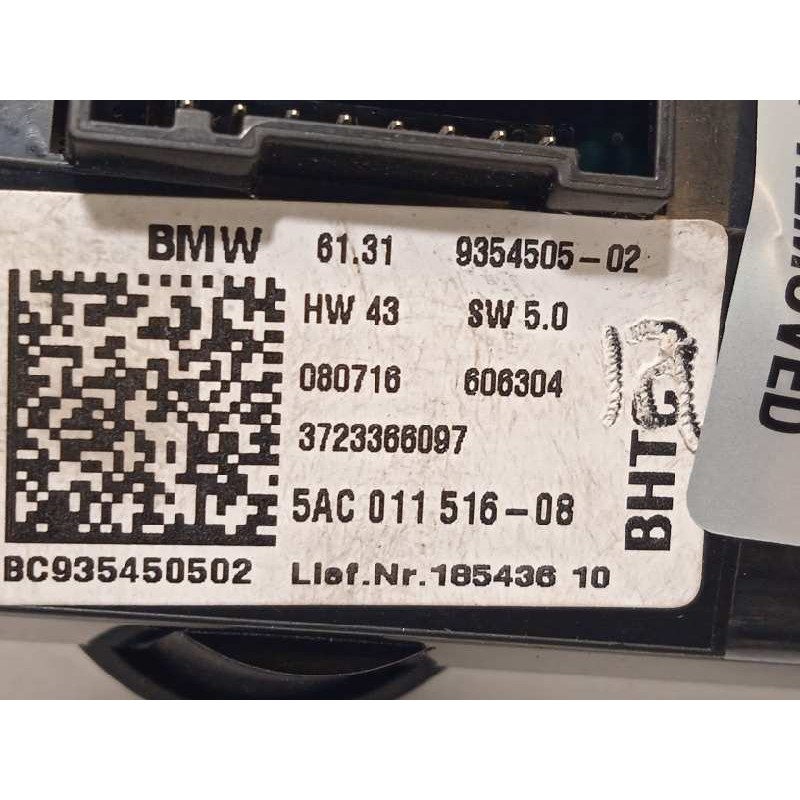 BMW 61.31 9354505-02
HW 43 SW 5.0
080716 606304
3723366097
5AC 011 516-08
BC935450502 Lief.Nr.185436 10
BHTC